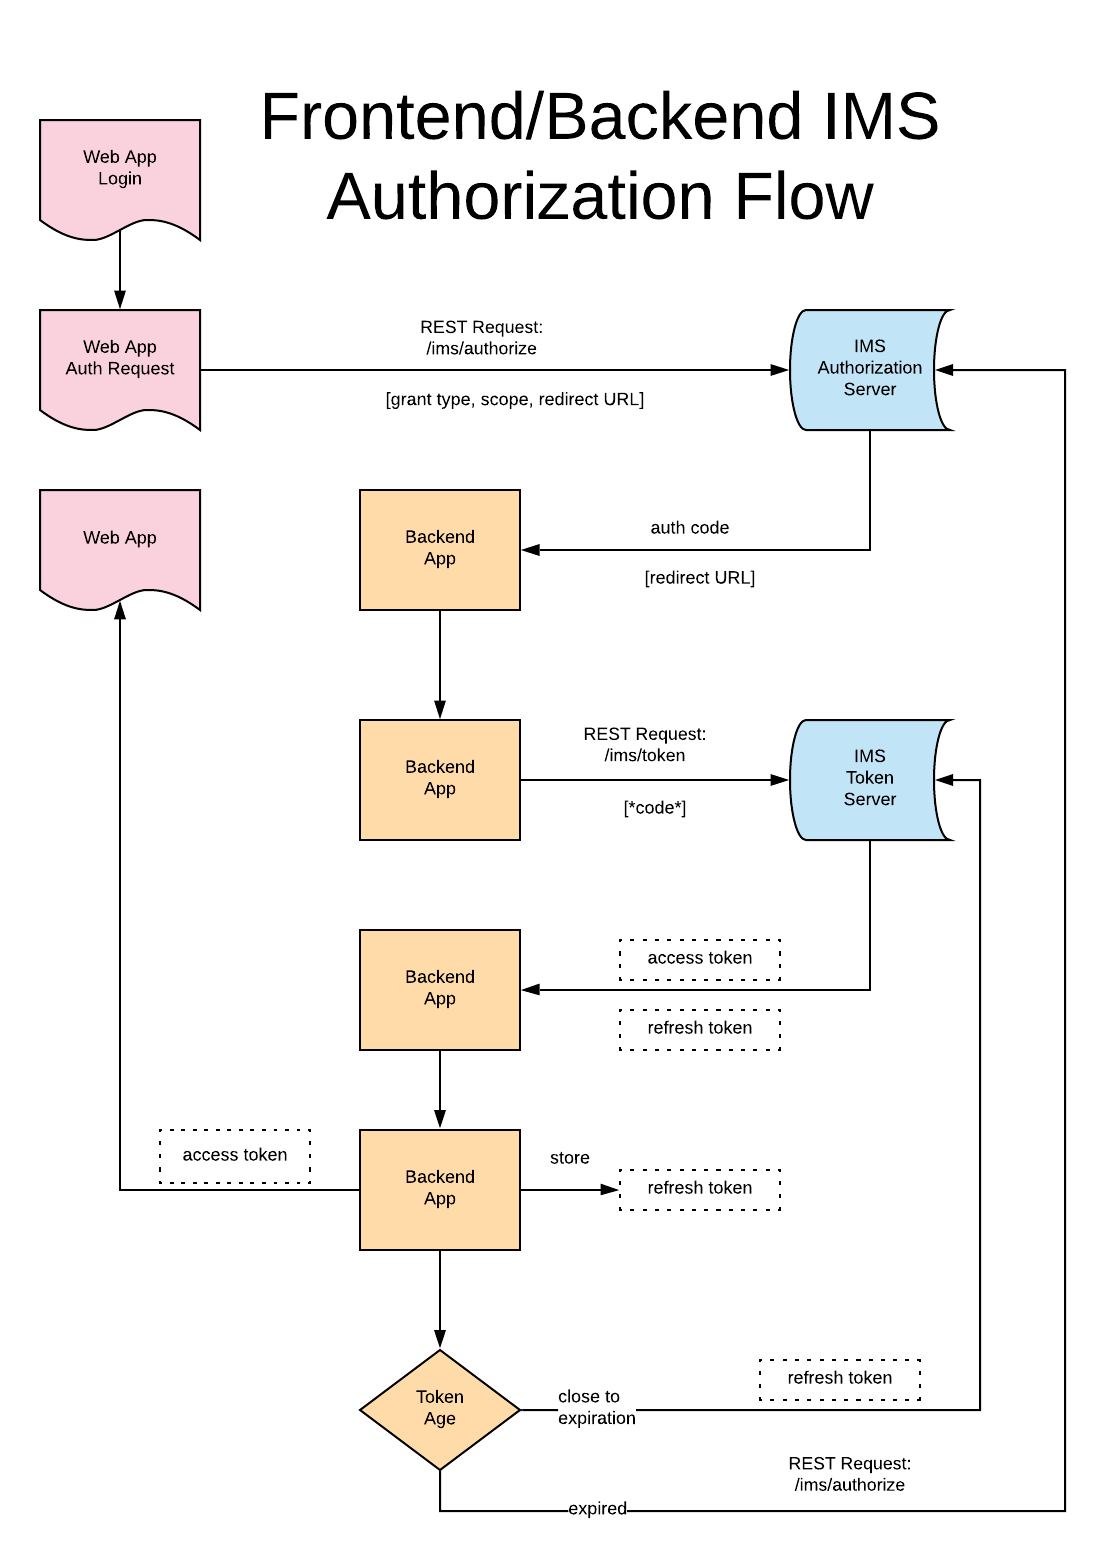 Frontend/Backend IMS
Authorization Flow
Web App
Login
Web App
Auth Request
REST Request:
/ims/authorize
[grant type, scope, redirect URL]
IMS
Authorization
Server
Web App
Backend
App
auth code
[redirect URL]
Backend
App
REST Request:
/ims/token
[*code*]
IMS
Token
Server
Backend
App
access token
refresh token
access token
Backend
App
store
refresh token
Token
Age
close to
expiration
refresh token
REST Request:
/ims/authorize
expired